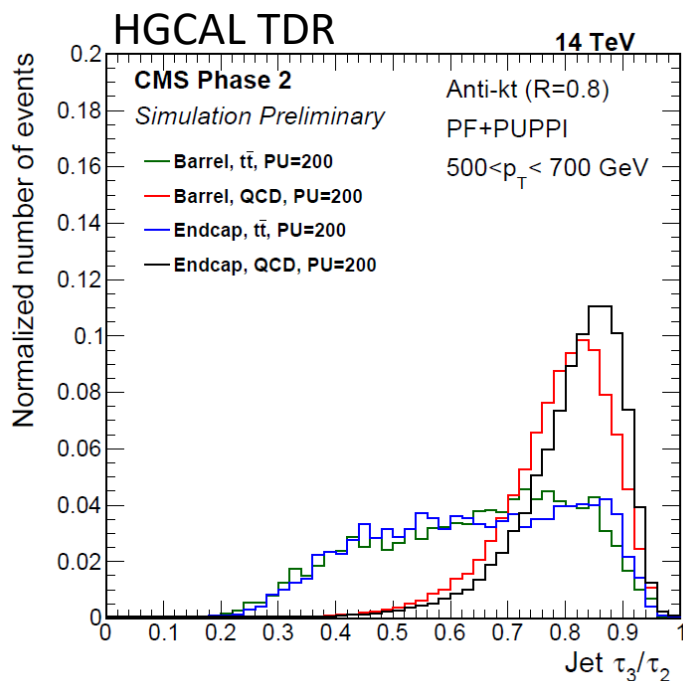 HGCAL TDR
14 TeV
CMS Phase 2
Simulation Preliminary
Anti-kt (R=0.8)
PF+PUPPI
500<p_T< 700 GeV
Barrel, tt̄, PU=200
Barrel, QCD, PU=200
Endcap, tt̄, PU=200
Endcap, QCD, PU=200
Normalized number of events
0.2
0.18
0.16
0.14
0.12
0.1
0.08
0.06
0.04
0.02
0
0 0.1 0.2 0.3 0.4 0.5 0.6 0.7 0.8 0.9 1
Jet τ₃/τ₂